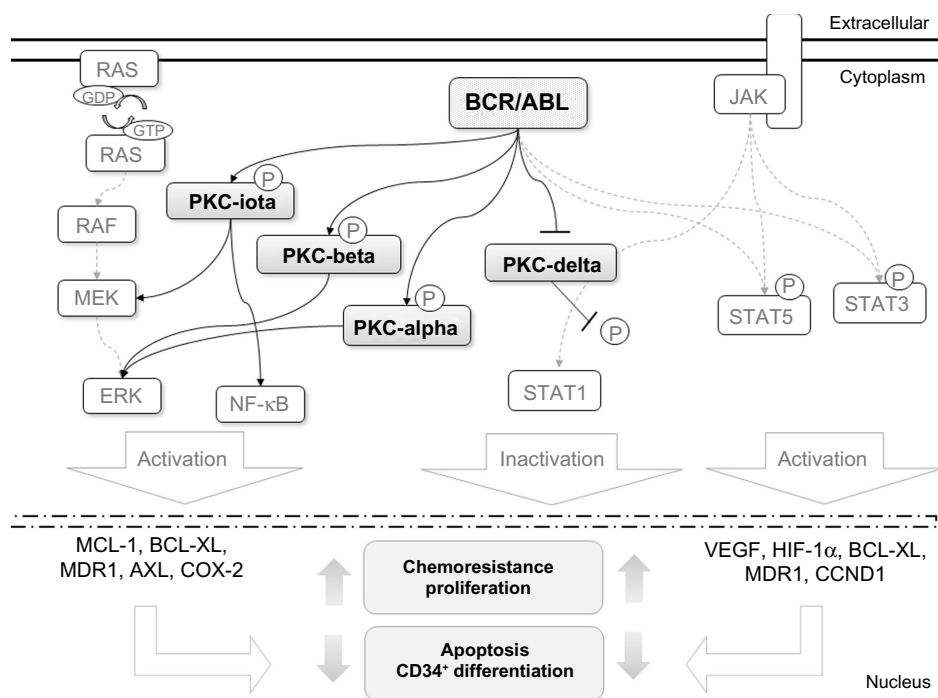 Extracellular
Cytoplasm
RAS
GDP
GTP
RAS
BCR/ABL
JAK
P
PKC-iota
RAF
P
PKC-beta
PKC-delta
MEK
P
PKC-alpha
P
P
STAT5
P
STAT3
ERK
NF-κB
STAT1
Activation
Inactivation
Activation
MCL-1, BCL-XL,
MDR1, AXL, COX-2
Chemoresistance
proliferation
VEGF, HIF-1α, BCL-XL,
MDR1, CCND1
Apoptosis
CD34⁺ differentiation
Nucleus